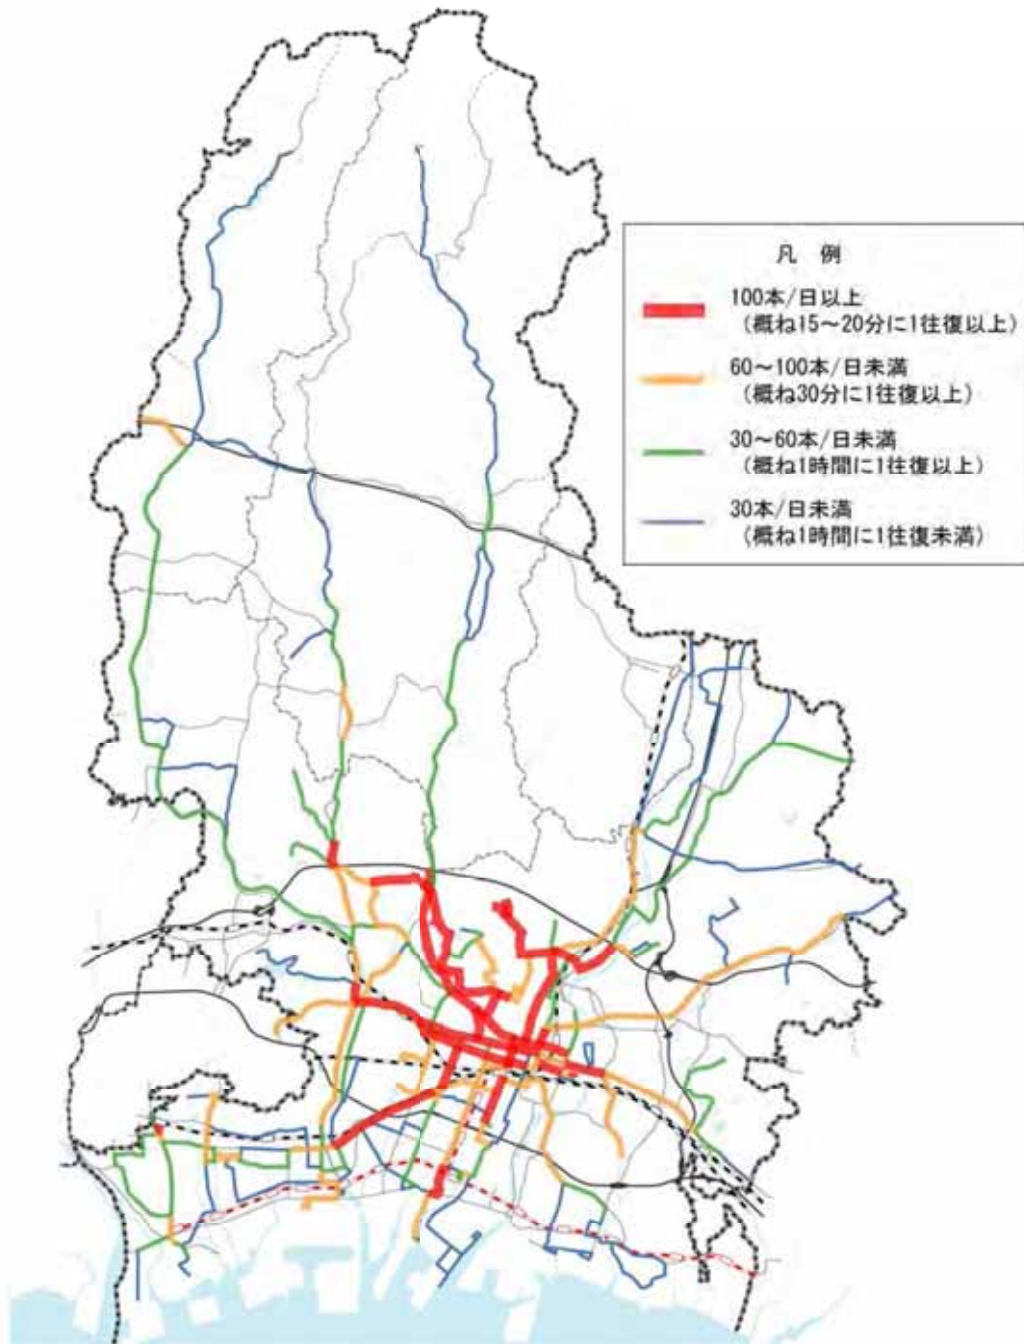 凡 例
100本/日以上
（概ね15～20分に1往復以上）
60～100本/日未満
（概ね30分に1往復以上）
30～60本/日未満
（概ね1時間に1往復以上）
30本/日未満
（概ね1時間に1往復未満）